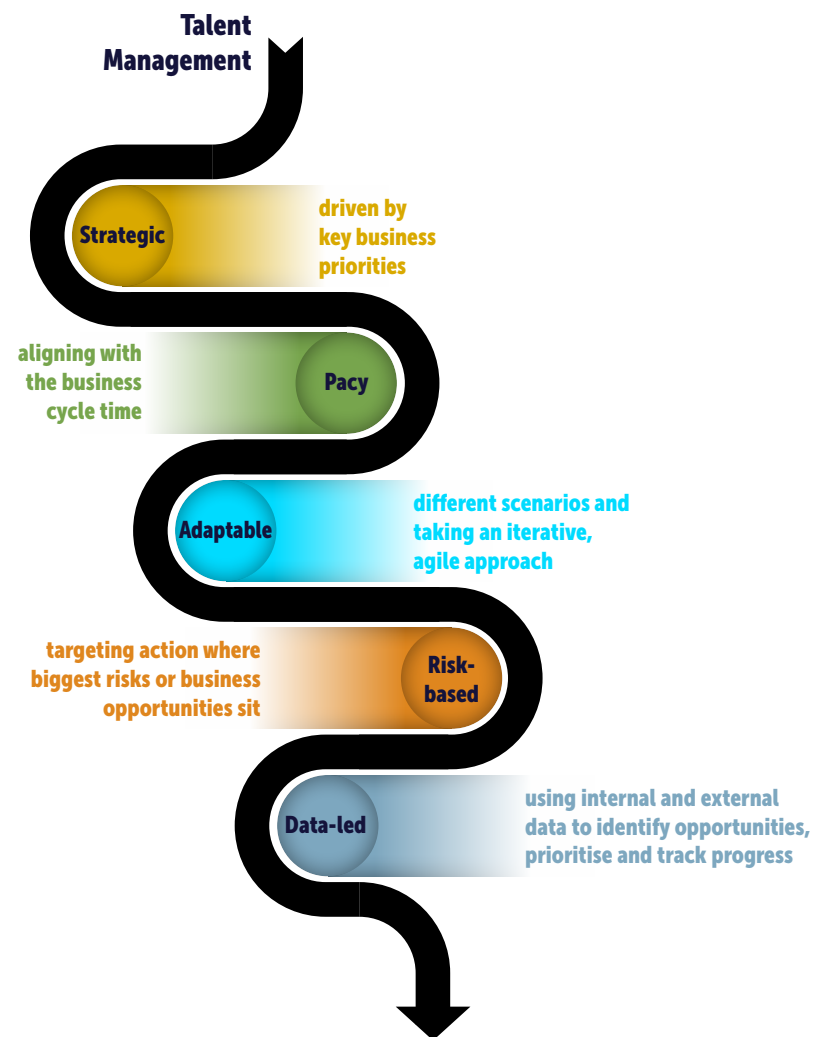 Talent
Management
Strategic
driven by
key business
priorities
aligning with
the business
cycle time
Pacy
Adaptable
different scenarios and
taking an iterative,
agile approach
targeting action where
biggest risks or business
opportunities sit
Risk-
based
Data-led
using internal and external
data to identify opportunities,
prioritise and track progress